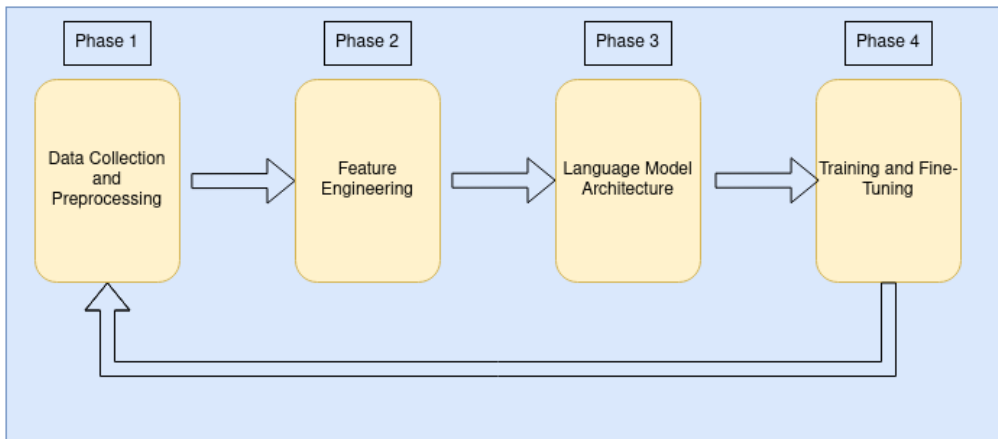 Phase 1
Phase 2
Phase 3
Phase 4
Data Collection
and
Preprocessing
Feature
Engineering
Language Model
Architecture
Training and Fine-
Tuning